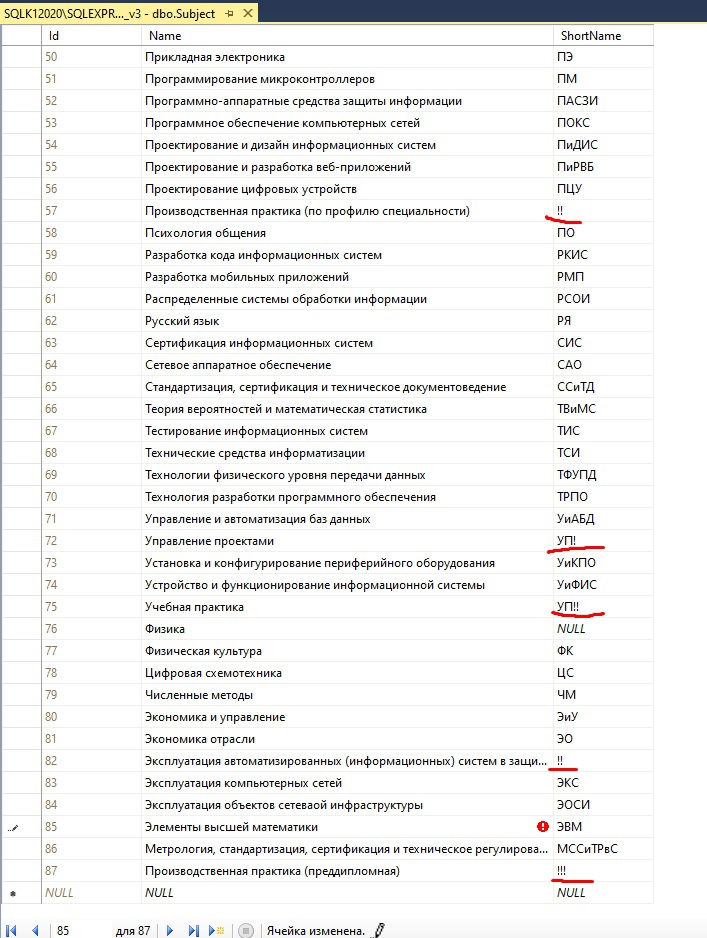 SQLK12020\SQLEXPR..._v3 - dbo.Subject
Id Name ShortName
50 Прикладная электроника ПЭ
51 Программирование микроконтроллеров ПМ
52 Программно-аппаратные средства защиты информации ПАСЗИ
53 Программное обеспечение компьютерных сетей ПОКС
54 Проектирование и дизайн информационных систем ПиДИС
55 Проектирование и разработка веб-приложений ПиРВБ
56 Проектирование цифровых устройств ПЦУ
57 Производственная практика (по профилю специальности) !!
58 Психология общения ПО
59 Разработка кода информационных систем РКИС
60 Разработка мобильных приложений РМП
61 Распределенные системы обработки информации РСОИ
62 Русский язык РЯ
63 Сертификация информационных систем СИС
64 Сетевое аппаратное обеспечение САО
65 Стандартизация, сертификация и техническое документоведение ССиТД
66 Теория вероятностей и математическая статистика ТВиМС
67 Тестирование информационных систем ТИС
68 Технические средства информатизации ТСИ
69 Технологии физического уровня передачи данных ТФУПД
70 Технология разработки программного обеспечения ТРПО
71 Управление и автоматизация баз данных УиАБД
72 Управление проектами УП!
73 Установка и конфигурирование периферийного оборудования УиКПО
74 Устройство и функционирование информационной системы УиФИС
75 Учебная практика УП!!
76 Физика NULL
77 Физическая культура ФК
78 Цифровая схемотехника ЦС
79 Численные методы ЧМ
80 Экономика и управление ЭиУ
81 Экономика отрасли ЭО
82 Эксплуатация автоматизированных (информационных) систем в защи... !!
83 Эксплуатация компьютерных сетей ЭКС
84 Эксплуатация объектов сетеваой инфраструктуры ЭОСИ
85 Элементы высшей математики ЭВМ
86 Метрология, стандартизация, сертификация и техническое регулирова... МССиТРвС
87 Производственная практика (преддипломная) !!!
NULL NULL NULL
85 для 87 Ячейка изменена.